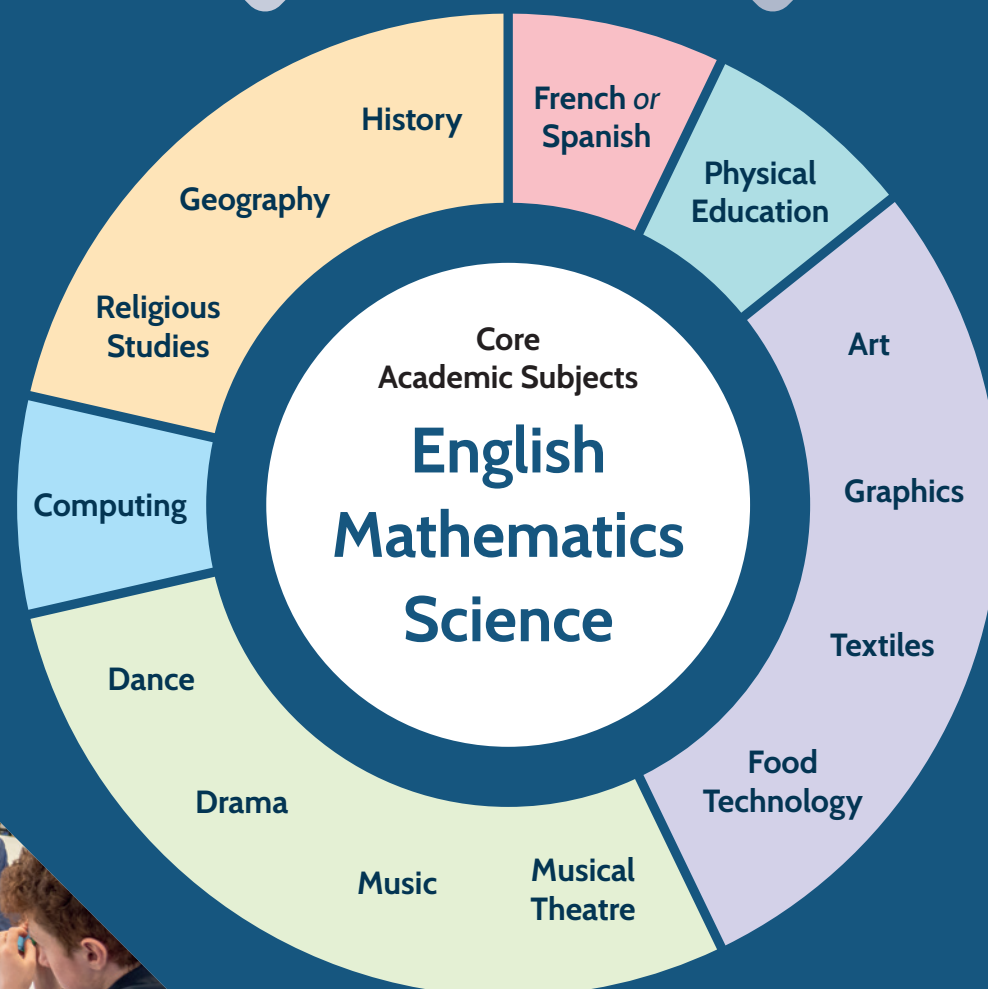 Core
Academic Subjects
English
Mathematics
Science
French or
Spanish
Physical
Education
Art
Graphics
Textiles
Food
Technology
Musical
Theatre
Music
Drama
Dance
Computing
Religious
Studies
Geography
History